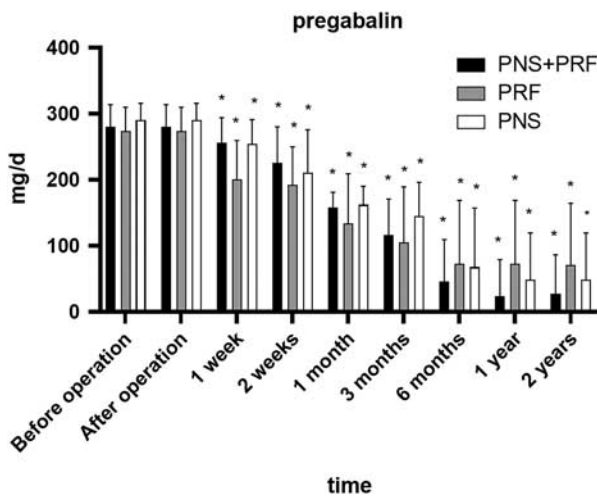 pregabalin
400
300
200
100
0
mg/d
PNS+PRF
PRF
PNS
* * *
* * *
* * *
* * *
* * *
* * *
* * *
Before operation
After operation
1 week
2 weeks
1 month
3 months
6 months
1 year
2 years
time